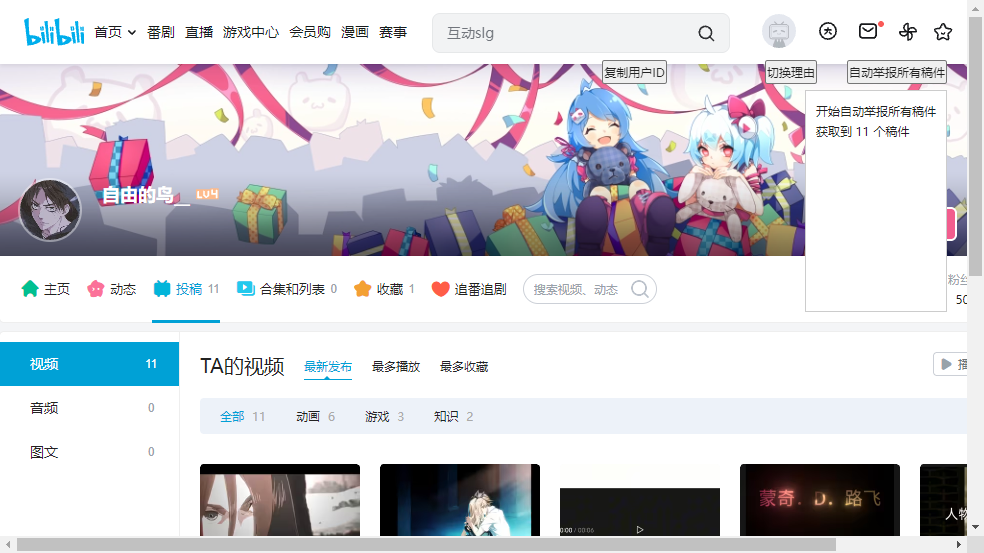 bilibili 首页 番剧 直播 游戏中心 会员购 漫画 赛事 互动slg
复制用户ID 切换理由 自动举报所有稿件
开始自动举报所有稿件
获取到 11 个稿件
自由的鸟__ LV4
主页 动态 投稿 11 合集和列表 0 收藏 1 追番追剧 搜索视频、动态 粉丝
50
视频 11
音频 0
图文 0
TA的视频 最新发布 最多播放 最多收藏 播
全部 11 动画 6 游戏 3 知识 2
0:00 / 00:06
蒙奇．D．路飞
人物